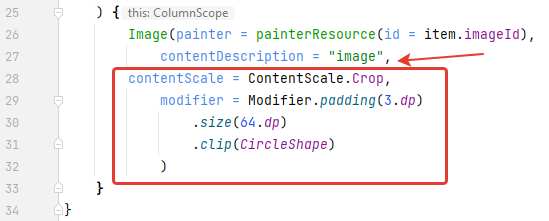 25 ) { this: ColumnScope
26 Image(painter = painterResource(id = item.imageId),
27 contentDescription = "image",
28 contentScale = ContentScale.Crop,
29 modifier = Modifier.padding(3.dp)
30 .size(64.dp)
31 .clip(CircleShape)
32 )
33 }
34 }